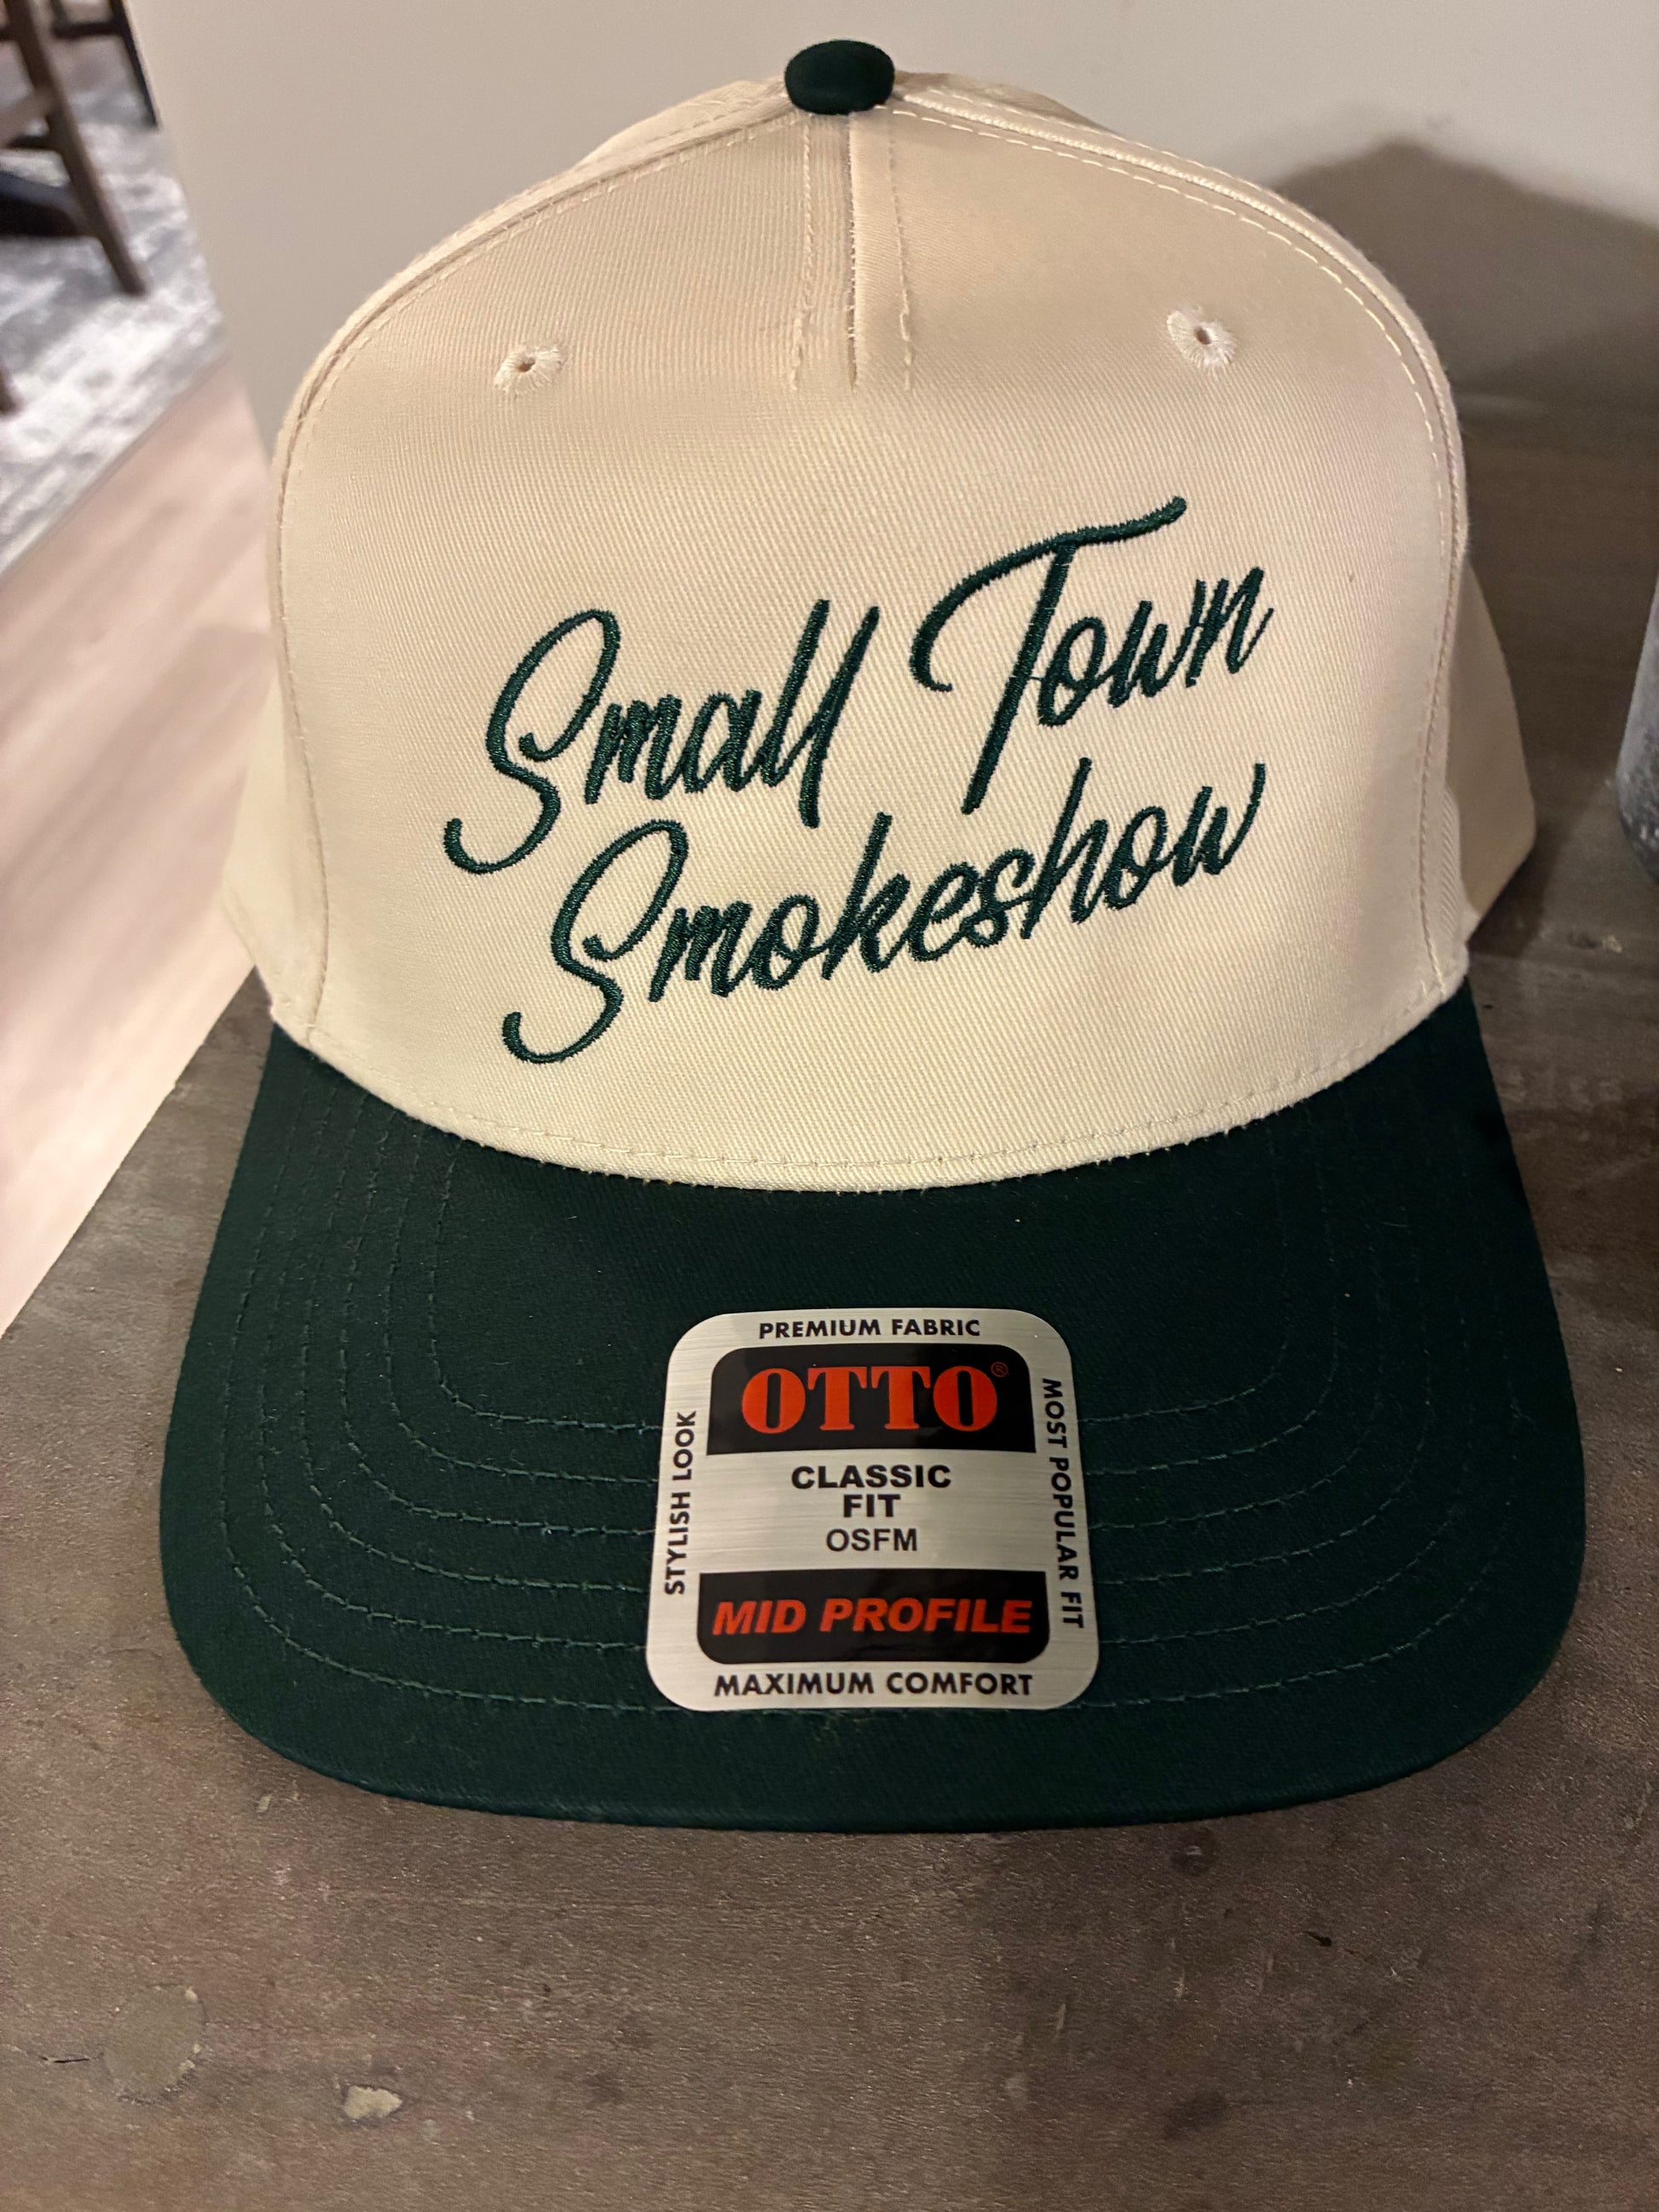 Small Town
Smokeshow
PREMIUM FABRIC
OTTO®
STYLISH LOOK
CLASSIC
FIT
OSFM
MOST POPULAR FIT
MID PROFILE
MAXIMUM COMFORT